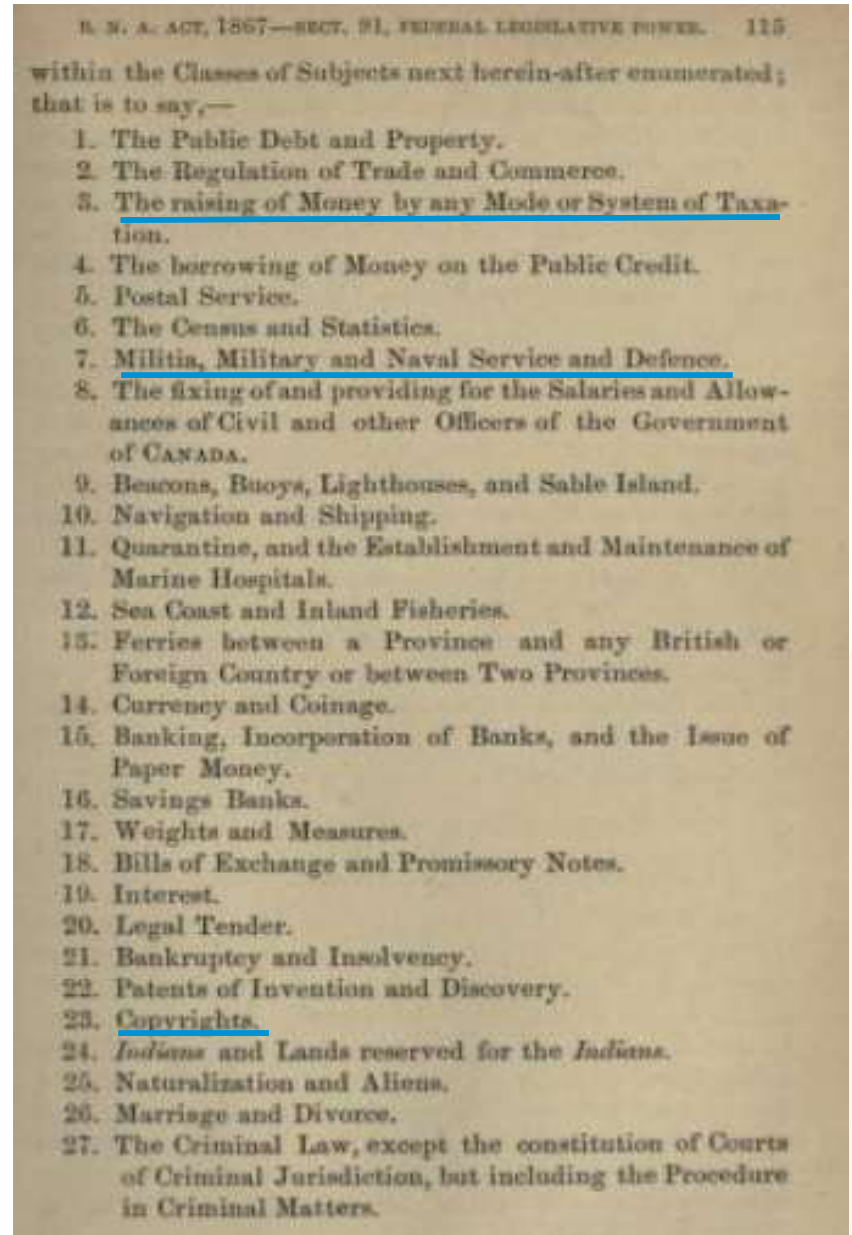 B. N. A. ACT, 1867—SECT. 91, FEDERAL LEGISLATIVE POWER. 115
within the Classes of Subjects next herein-after enumerated;
that is to say,—
1. The Public Debt and Property.
2. The Regulation of Trade and Commerce.
3. The raising of Money by any Mode or System of Taxa-
tion.
4. The borrowing of Money on the Public Credit.
5. Postal Service.
6. The Census and Statistics.
7. Militia, Military and Naval Service and Defence.
8. The fixing of and providing for the Salaries and Allow-
ances of Civil and other Officers of the Government
of CANADA.
9. Beacons, Buoys, Lighthouses, and Sable Island.
10. Navigation and Shipping.
11. Quarantine, and the Establishment and Maintenance of
Marine Hospitals.
12. Sea Coast and Inland Fisheries.
13. Ferries between a Province and any British or
Foreign Country or between Two Provinces.
14. Currency and Coinage.
15. Banking, Incorporation of Banks, and the Issue of
Paper Money.
16. Savings Banks.
17. Weights and Measures.
18. Bills of Exchange and Promissory Notes.
19. Interest.
20. Legal Tender.
21. Bankruptcy and Insolvency.
22. Patents of Invention and Discovery.
23. Copyrights.
24. Indians and Lands reserved for the Indians.
25. Naturalization and Aliens.
26. Marriage and Divorce.
27. The Criminal Law, except the constitution of Courts
of Criminal Jurisdiction, but including the Procedure
in Criminal Matters.